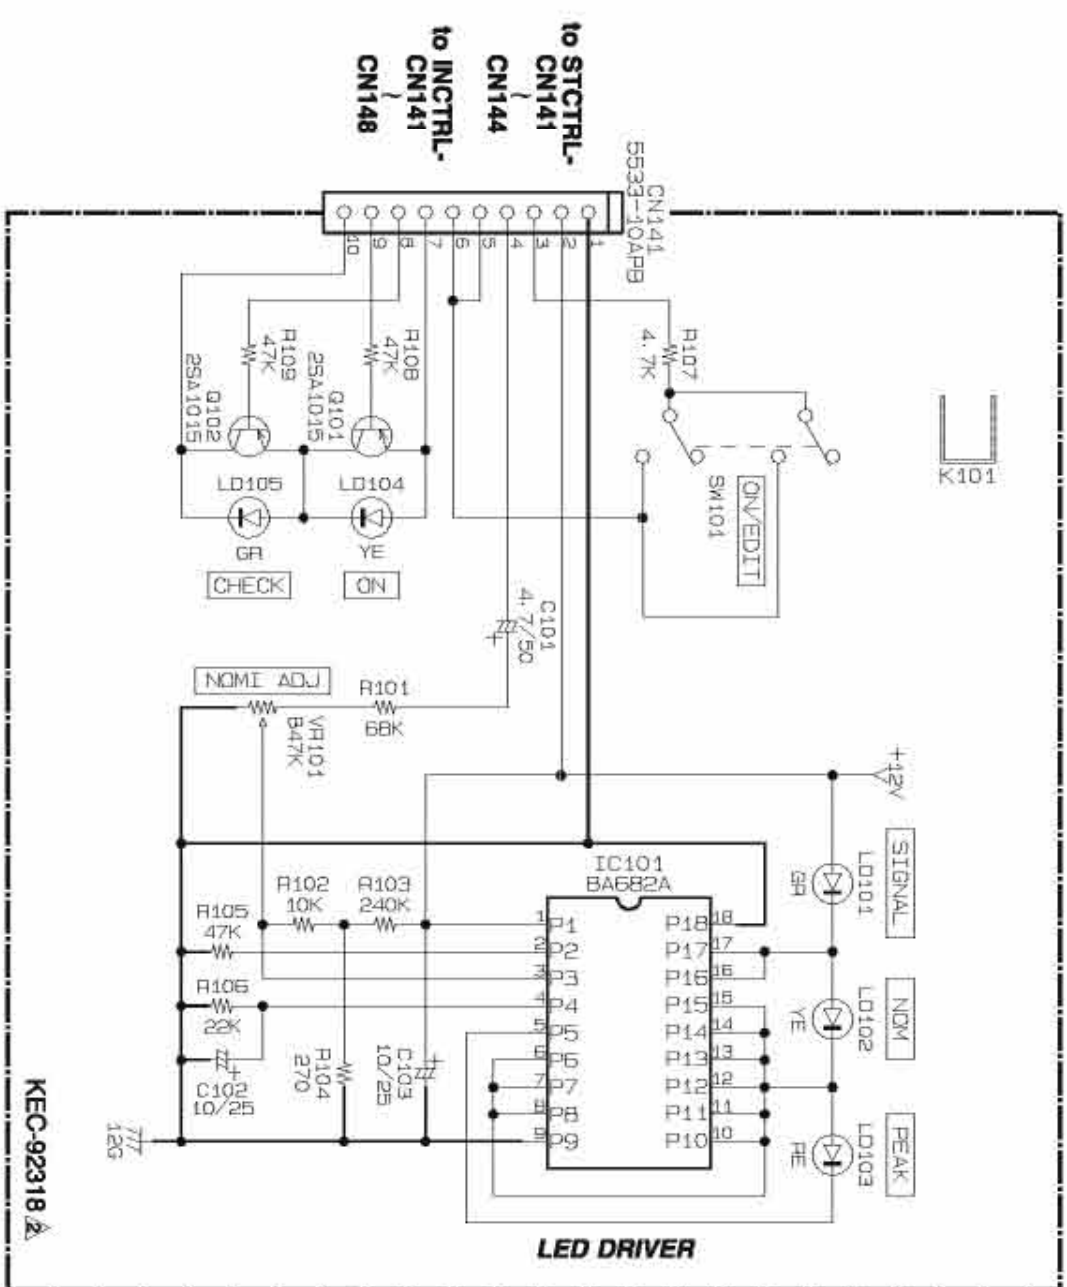 to STCTRL-
CN141
~
CN144
to INCTRL-
CN141
~
CN148
CN141
5533-10APB
1
2
3
4
5
6
7
8
9
10
R107
4.7K
SW101
ON/EDIT
K101
R108
47K
R109
47K
Q101
2SA1015
Q102
2SA1015
LD105
GR
CHECK
LD104
YE
ON
C101
4.7/50
+
NOMI ADJ
VR101
B47K
R101
68K
+12V
SIGNAL
LD101
GR
NOM
LD102
YE
PEAK
LD103
RE
IC101
BA682A
1 P1
2 P2
3 P3
4 P4
5 P5
6 P6
7 P7
8 P8
9 P9
P18 18
P17 17
P16 16
P15 15
P14 14
P13 13
P12 12
P11 11
P10 10
R102
10K
R103
240K
R105
47K
R106
22K
C102
10/25
+
R104
270
C103
10/25
+
12G
LED DRIVER
KEC-92318 2